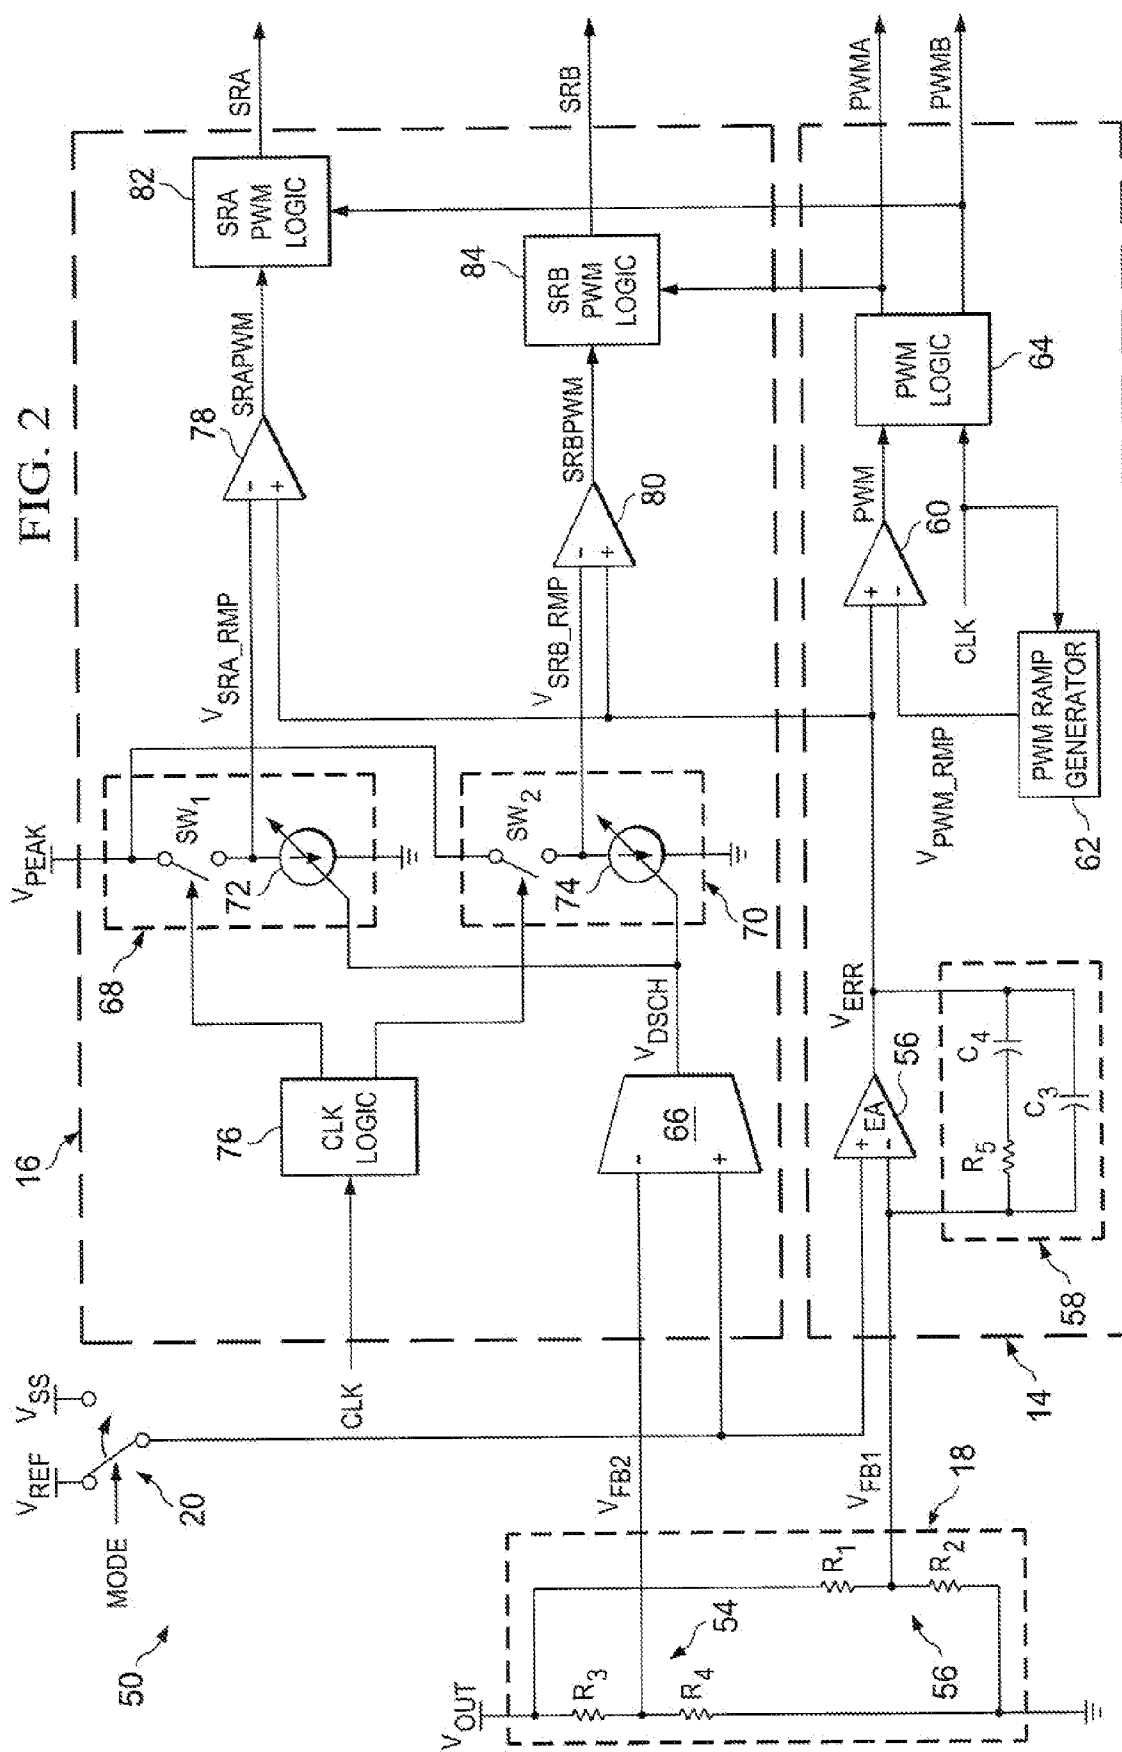 FIG. 2
50
MODE
V_REF
V_SS
20
16
CLK
76
CLK
LOGIC
V_PEAK
68
SW_1
72
V_SRA_RMP
-
+
78
SRAPWM
82
SRA
PWM
LOGIC
SRA
SW_2
74
70
V_SRB_RMP
-
+
80
SRBPWM
84
SRB
PWM
LOGIC
SRB
V_DSCH
-
+
66
V_FB2
V_OUT
R_3
R_4
54
R_1
R_2
56
18
V_FB1
14
+
-
EA
56
V_ERR
58
R_5
C_4
C_3
+
-
60
PWM
V_PWM_RMP
62
PWM RAMP
GENERATOR
CLK
PWM
LOGIC
64
PWMA
PWMB